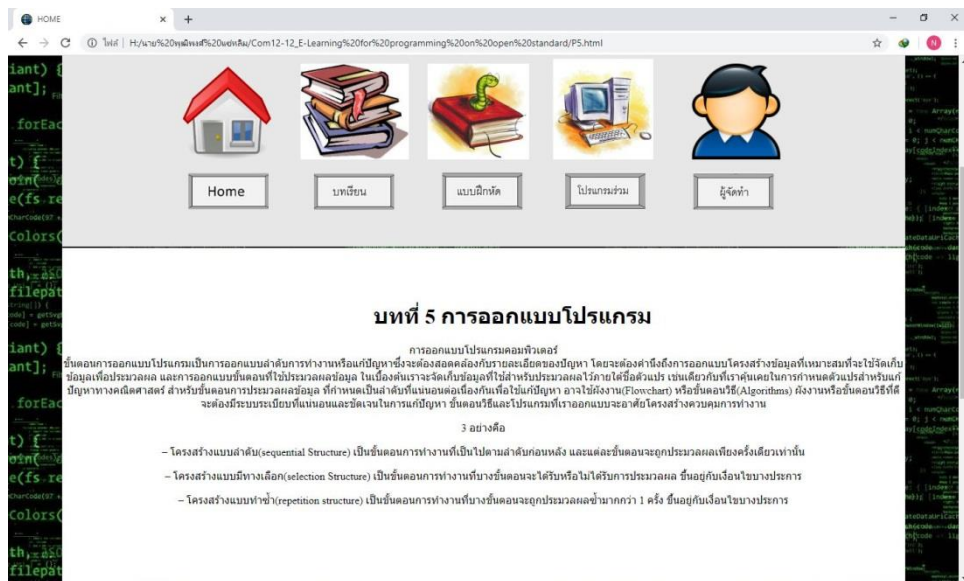 HOME
ไฟล์ | H:/นาย%20พุฒิพงศ์%20แซ่หลิม/Com12-12_E-Learning%20for%20programming%20on%20open%20standard/P5.html
N
Home
บทเรียน
แบบฝึกหัด
โปรแกรมร่วม
ผู้จัดทำ
บทที่ 5 การออกแบบโปรแกรม
การออกแบบโปรแกรมคอมพิวเตอร์
ขั้นตอนการออกแบบโปรแกรมเป็นการออกแบบลำดับการทำงานหรือแก้ปัญหาซึ่งจะต้องสอดคล้องกับรายละเอียดของปัญหา โดยจะต้องคำนึงถึงการออกแบบโครงสร้างข้อมูลที่เหมาะสมที่จะใช้จัดเก็บ
ข้อมูลเพื่อประมวลผล และการออกแบบขั้นตอนที่ใช้ประมวลผลข้อมูล ในเบื้องต้นเราจะจัดเก็บข้อมูลที่ใช้สำหรับประมวลผลไว้ภายใต้ชื่อตัวแปร เช่นเดียวกับที่เราคุ้นเคยในการกำหนดตัวแปรสำหรับแก้
ปัญหาทางคณิตศาสตร์ สำหรับขั้นตอนการประมวลผลข้อมูล ที่กำหนดเป็นลำดับที่แน่นอนต่อเนื่องกันเพื่อใช้แก้ปัญหา อาจใช้ผังงาน(Flowchart) หรือขั้นตอนวิธี(Algorithms) ผังงานหรือขั้นตอนวิธีที่ดี
จะต้องมีระบบระเบียบที่แน่นอนและชัดเจนในการแก้ปัญหา ขั้นตอนวิธีและโปรแกรมที่เราออกแบบจะอาศัยโครงสร้างควบคุมการทำงาน
3 อย่างคือ
– โครงสร้างแบบลำดับ(sequential Structure) เป็นขั้นตอนการทำงานที่เป็นไปตามลำดับก่อนหลัง และแต่ละขั้นตอนจะถูกประมวลผลเพียงครั้งเดียวเท่านั้น
– โครงสร้างแบบมีทางเลือก(selection Structure) เป็นขั้นตอนการทำงานที่บางขั้นตอนจะได้รับหรือไม่ได้รับการประมวลผล ขึ้นอยู่กับเงื่อนไขบางประการ
– โครงสร้างแบบทำซ้ำ(repetition structure) เป็นขั้นตอนการทำงานที่บางขั้นตอนจะถูกประมวลผลซ้ำมากกว่า 1 ครั้ง ขึ้นอยู่กับเงื่อนไขบางประการ